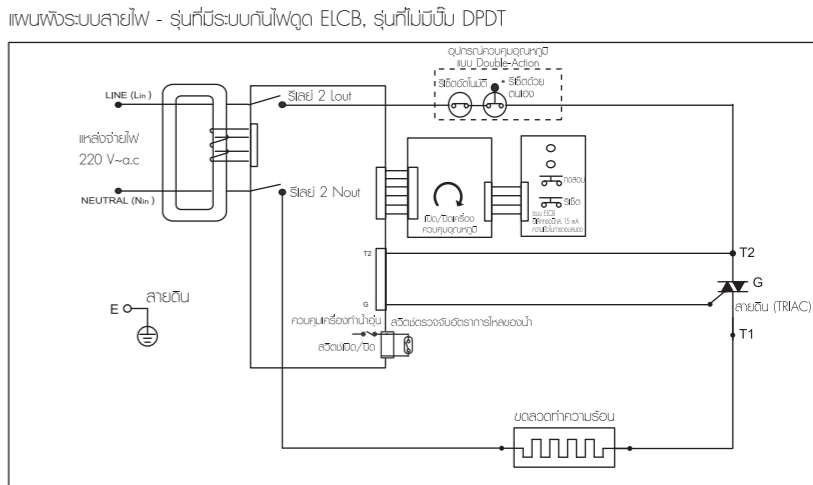 แผนผังระบบสายไฟ - รุ่นที่มีระบบกันไฟดูด ELCB, รุ่นที่ไม่มีปั๊ม DPDT
อุปกรณ์ควบคุมอุณหภูมิ
แบบ Double-Action
รีเซ็ตอัตโนมัติ
* รีเซ็ตด้วย
ตนเอง
LINE (Lin )
รีเลย์ 2 Lout
แหล่งจ่ายไฟ
220 V~a.c
NEUTRAL (Nin )
รีเลย์ 2 Nout
เปิด/ปิดเครื่อง
ควบคุมอุณหภูมิ
ทดสอบ
รีเซ็ต
ระบบ ELCB
15 mA
T2
T2
G
สายดิน (TRIAC)
G
T1
สายดิน
E
ควบคุมเครื่องทำน้ำอุ่น
สวิตช์ตรวจจับอัตราการไหลของน้ำ
สวิตช์เปิด/ปิด
ขดลวดทำความร้อน